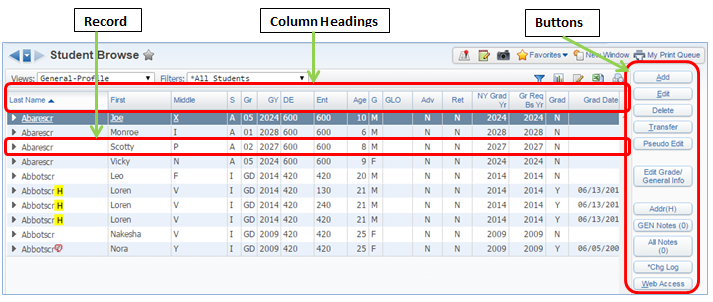 Record
Column Headings
Buttons
Student Browse
Favorites New Window My Print Queue
Views: General-Profile Filters: *All Students
Last Name First Middle S Gr GY DE Ent Age G GLO Adv Ret NY Grad Yr Gr Req Bs Yr Grad Grad Date
Abarescr Joe X A 05 2024 600 600 10 M N N 2024 2024 N
Abarescr Monroe I A 01 2028 600 600 6 M N N 2028 2028 N
Abarescr Scotty P A 02 2027 600 600 8 M N N 2027 2027 N
Abarescr Vicky N A 05 2024 600 600 9 F N N 2024 2024 N
Abbotscr Leo F I GD 2014 420 420 20 M N N 2014 2014 N
Abbotscr H Loren V I GD 2014 420 130 21 M N N 2014 2014 Y 06/13/201
Abbotscr H Loren V I GD 2014 420 240 21 M N N 2014 2014 Y 06/13/201
Abbotscr H Loren V I GD 2014 420 420 21 M N N 2014 2014 Y 06/13/201
Abbotscr Nakesha V I GD 2009 420 420 25 F N N 2009 2009 N
Abbotscr Nora Y I GD 2009 420 420 25 F N N 2009 2009 Y 06/05/200
Add
Edit
Delete
Transfer
Pseudo Edit
Edit Grade/
General Info
Addr(H)
GEN Notes (0)
All Notes
(0)
*Chg Log
Web Access